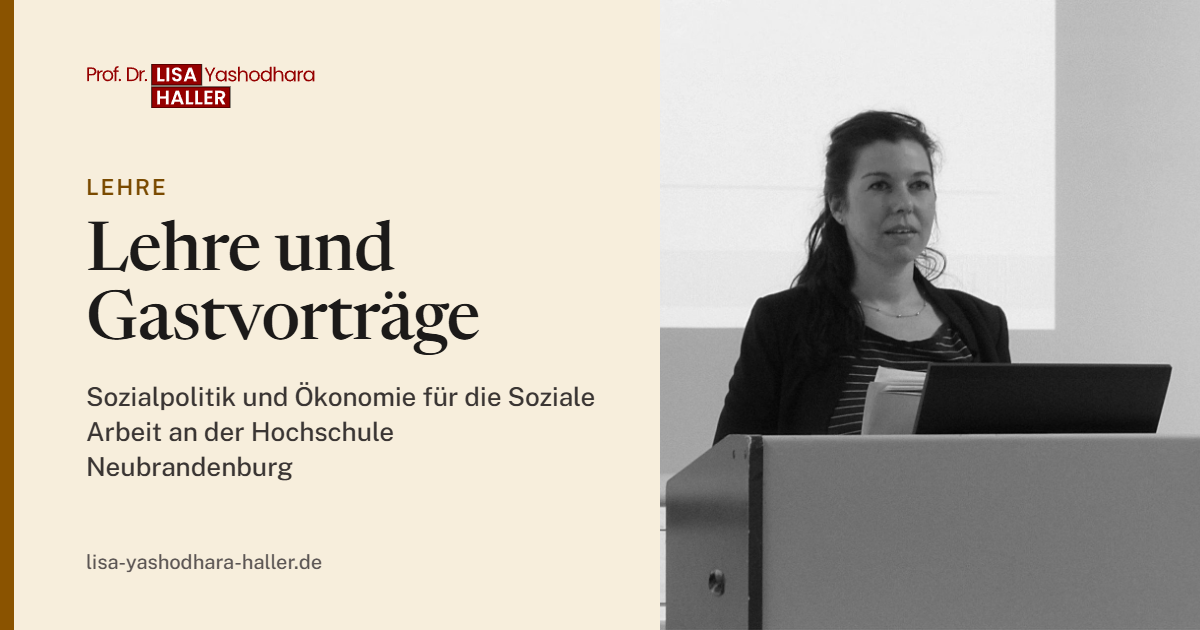 Prof. Dr. LISA Yashodhara
HALLER
LEHRE
Lehre und
Gastvorträge
Sozialpolitik und Ökonomie für die Soziale
Arbeit an der Hochschule
Neubrandenburg
lisa-yashodhara-haller.de